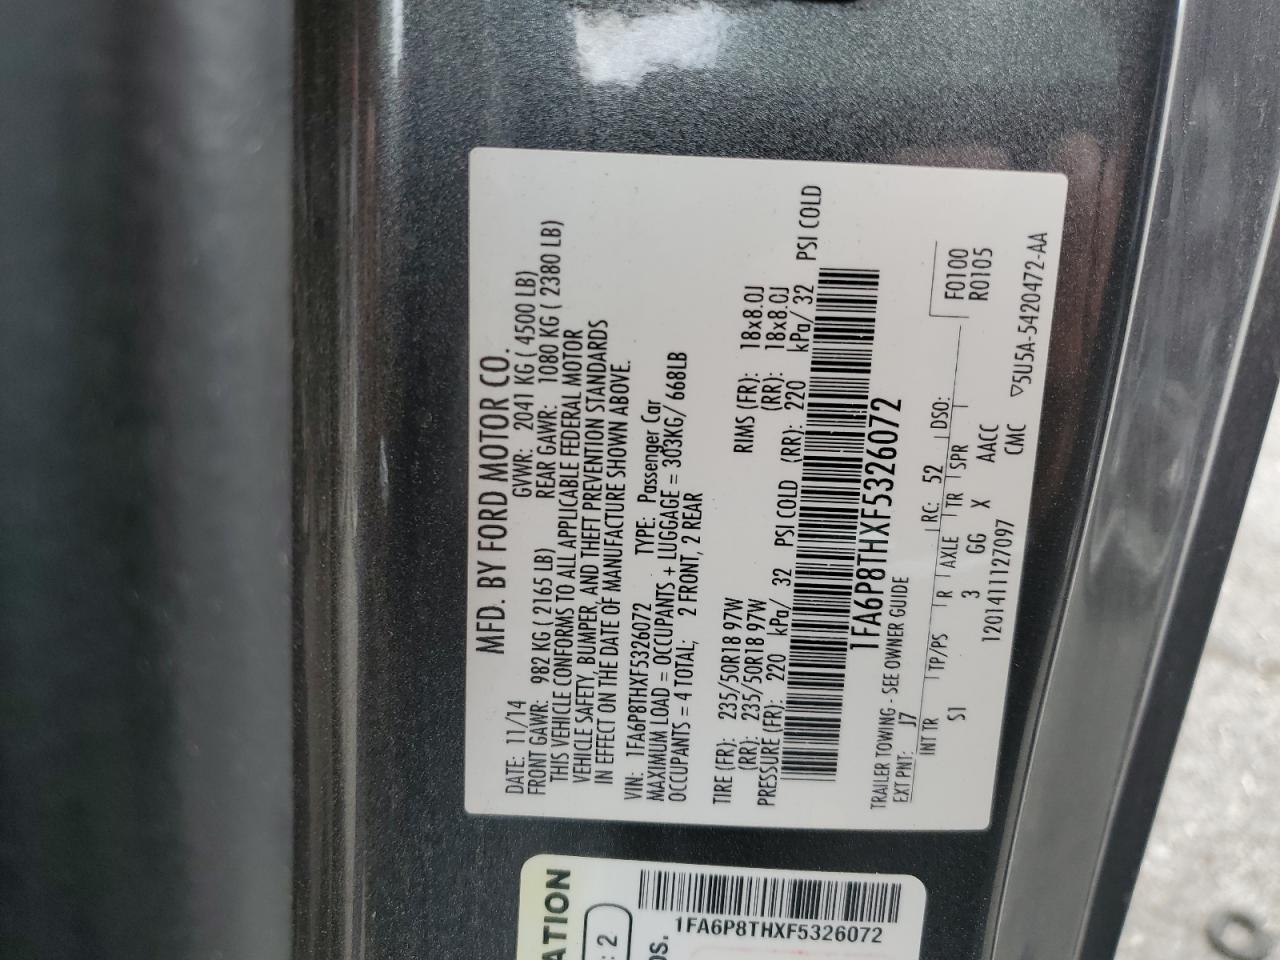 MFD. BY FORD MOTOR CO.
DATE: 11/14 GVWR: 2041 KG ( 4500 LB)
FRONT GAWR: 982 KG ( 2165 LB) REAR GAWR: 1080 KG ( 2380 LB)
THIS VEHICLE CONFORMS TO ALL APPLICABLE FEDERAL MOTOR
VEHICLE SAFETY, BUMPER, AND THEFT PREVENTION STANDARDS
IN EFFECT ON THE DATE OF MANUFACTURE SHOWN ABOVE.
VIN: 1FA6P8THXF5326072 TYPE: Passenger Car
MAXIMUM LOAD = OCCUPANTS + LUGGAGE = 303KG/ 668LB
OCCUPANTS = 4 TOTAL; 2 FRONT, 2 REAR
TIRE (FR): 235/50R18 97W RIMS (FR): 18x8.0J
(RR): 235/50R18 97W (RR): 18x8.0J
PRESSURE (FR): 220 kPa/ 32 PSI COLD (RR): 220 kPa/ 32 PSI COLD
1FA6P8THXF5326072
TRAILER TOWING - SEE OWNER GUIDE
EXT PNT: J7 RC: 52 DSO:
INT TR TP/PS R AXLE TR SPR F0100
S1 3 GG X AACC R0105
12014111127097 CMC
▽5U5A-5420472-AA
ATION
: 2
OS.
1FA6P8THXF5326072